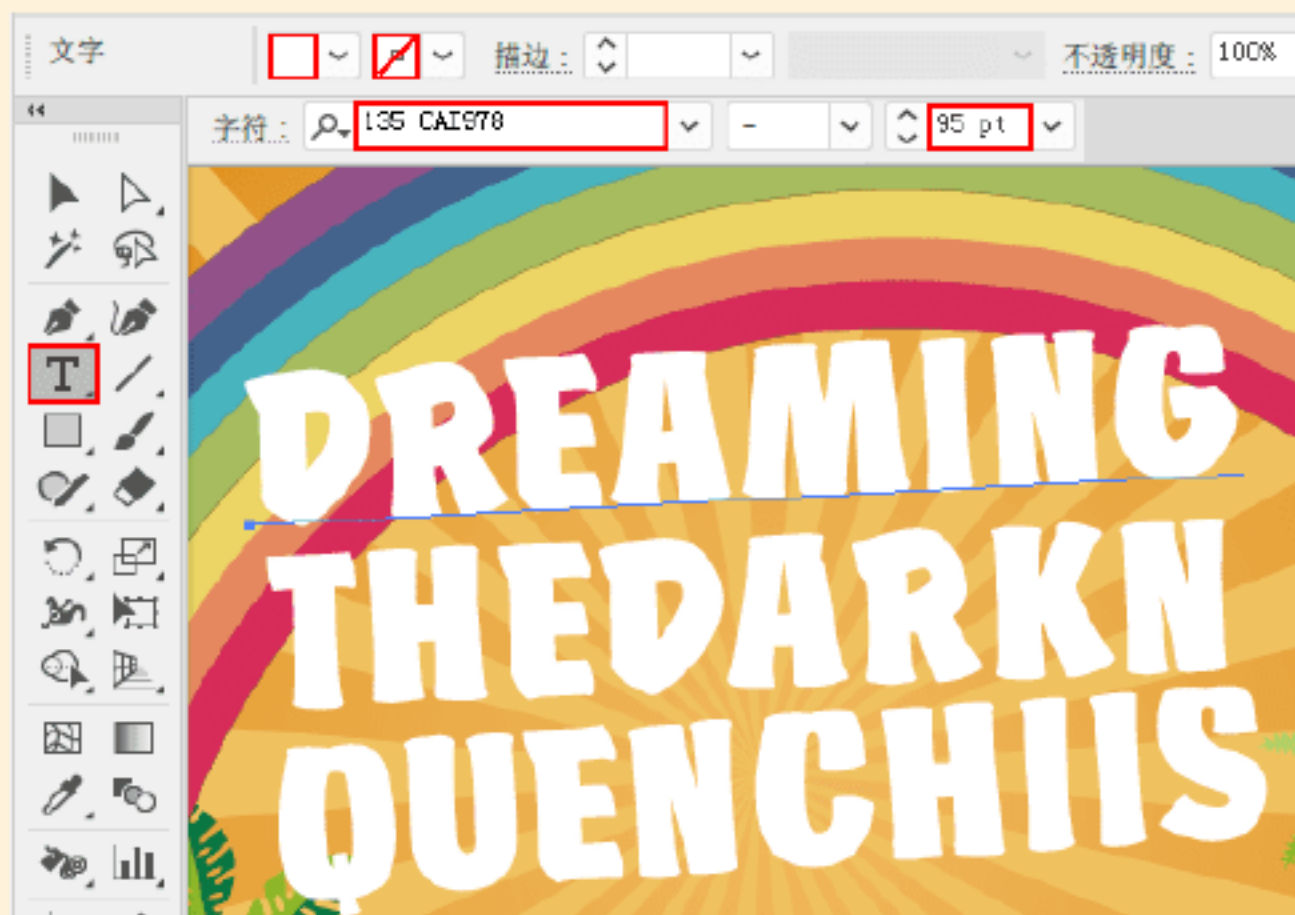 文字
描边：
不透明度：
100%
字符：
135 CAI978
-
95 pt
T
DREAMING
THEDARKN
QUENCHIIS